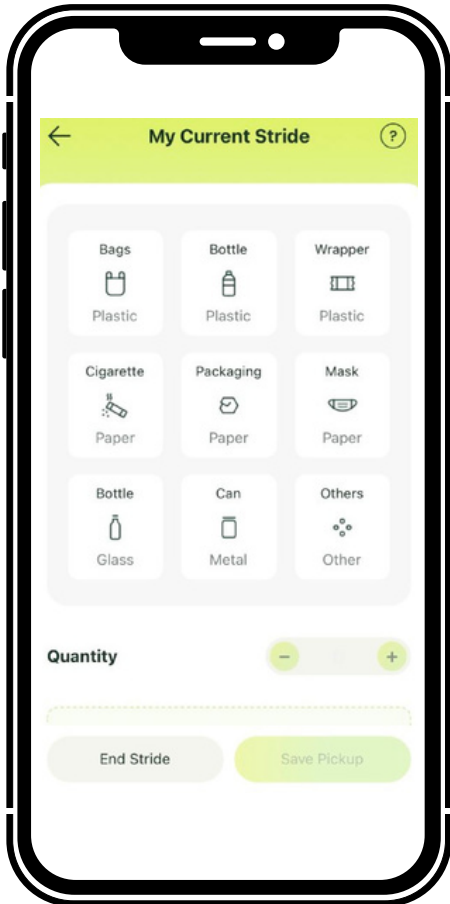 My Current Stride ?
Bags Bottle Wrapper
Plastic Plastic Plastic
Cigarette Packaging Mask
Paper Paper Paper
Bottle Can Others
Glass Metal Other
Quantity - +
End Stride Save Pickup